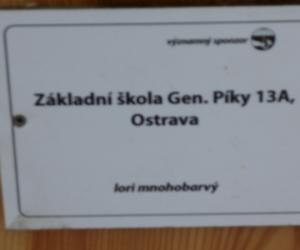 významný sponzor
Základní škola Gen. Píky 13A,
Ostrava
lori mnohobarvý